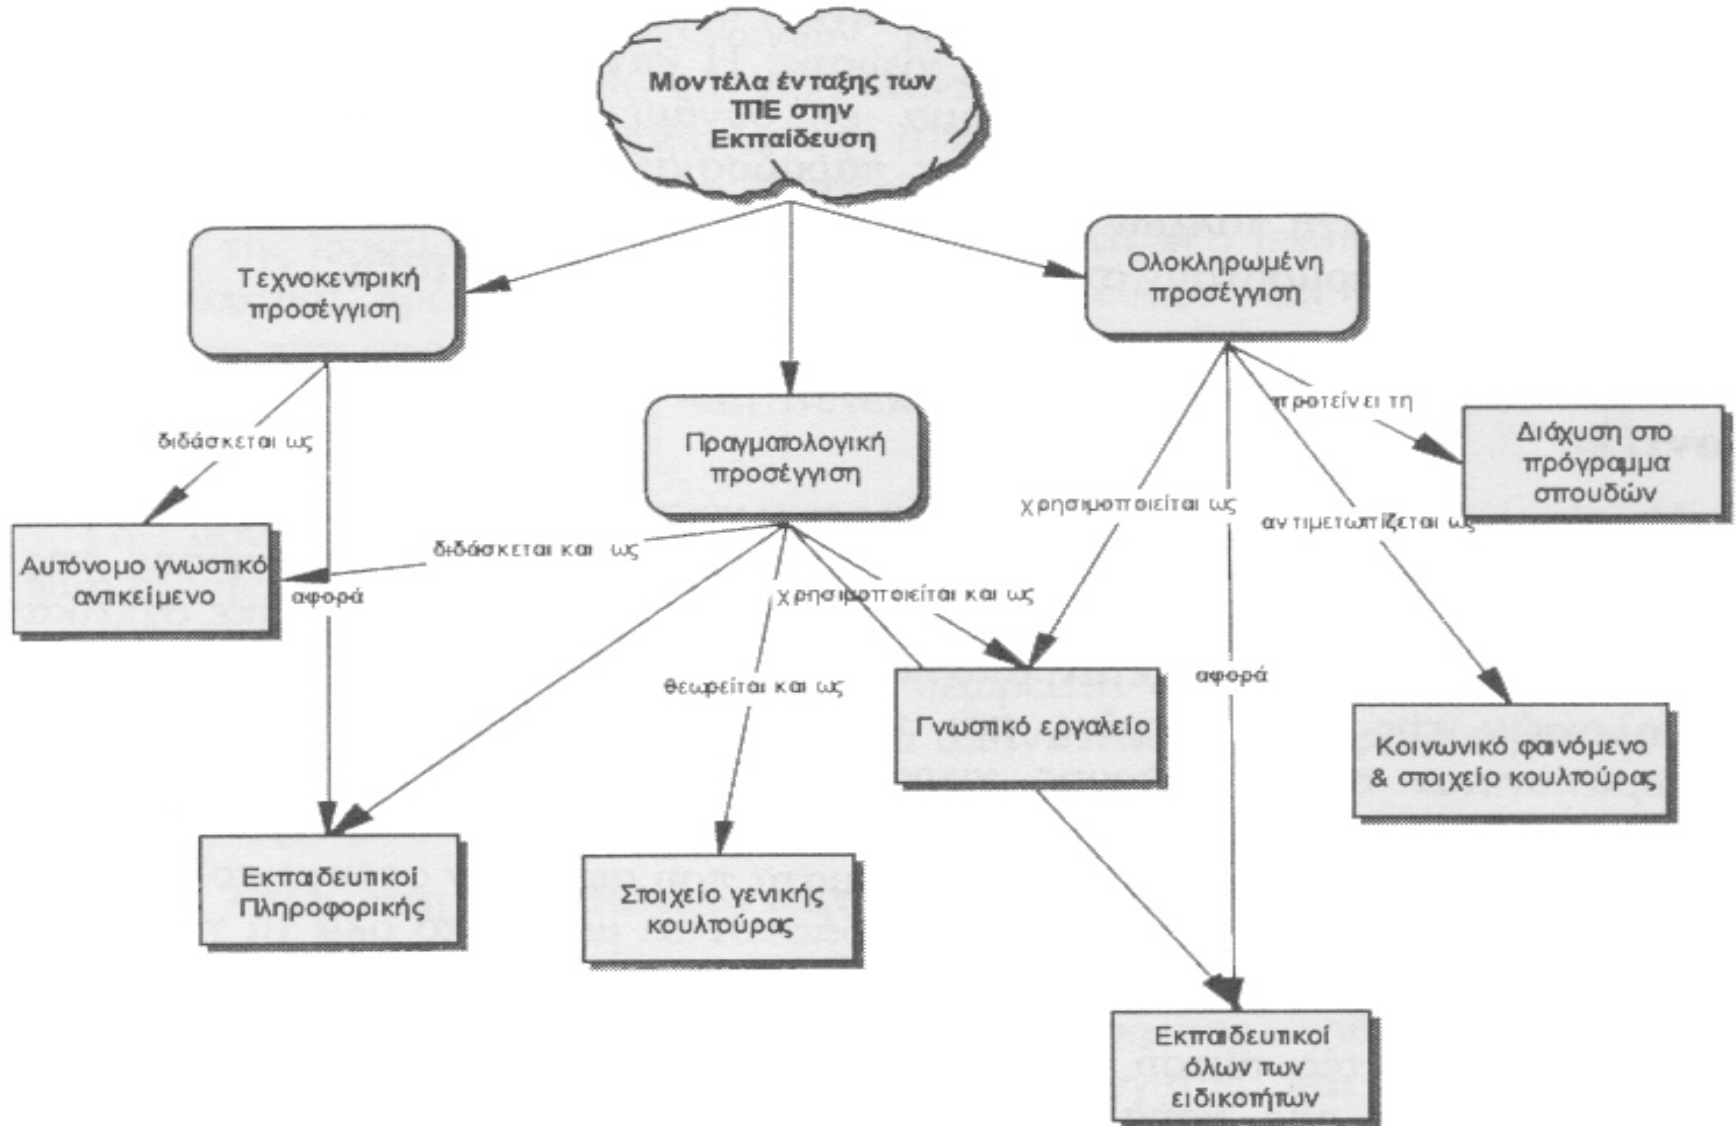 Μοντέλα ένταξης των
ΤΠΕ στην
Εκπαίδευση
Τεχνοκεντρική
προσέγγιση
Ολοκληρωμένη
προσέγγιση
Πραγματολογική
προσέγγιση
προτείνει τη
Διάχυση στο
πρόγραμμα
σπουδών
διδάσκεται ως
χρησιμοποιείται ως
αντιμετωπίζεται ως
διδάσκεται και ως
Αυτόνομο γνωστικό
αντικείμενο
αφορά
χρησιμοποιείται και ως
θεωρείται και ως
αφορά
Γνωστικό εργαλείο
Κοινωνικό φαινόμενο
& στοιχείο κουλτούρας
Εκπαιδευτικοί
Πληροφορικής
Στοιχείο γενικής
κουλτούρας
Εκπαιδευτικοί
όλων των
ειδικοτήτων